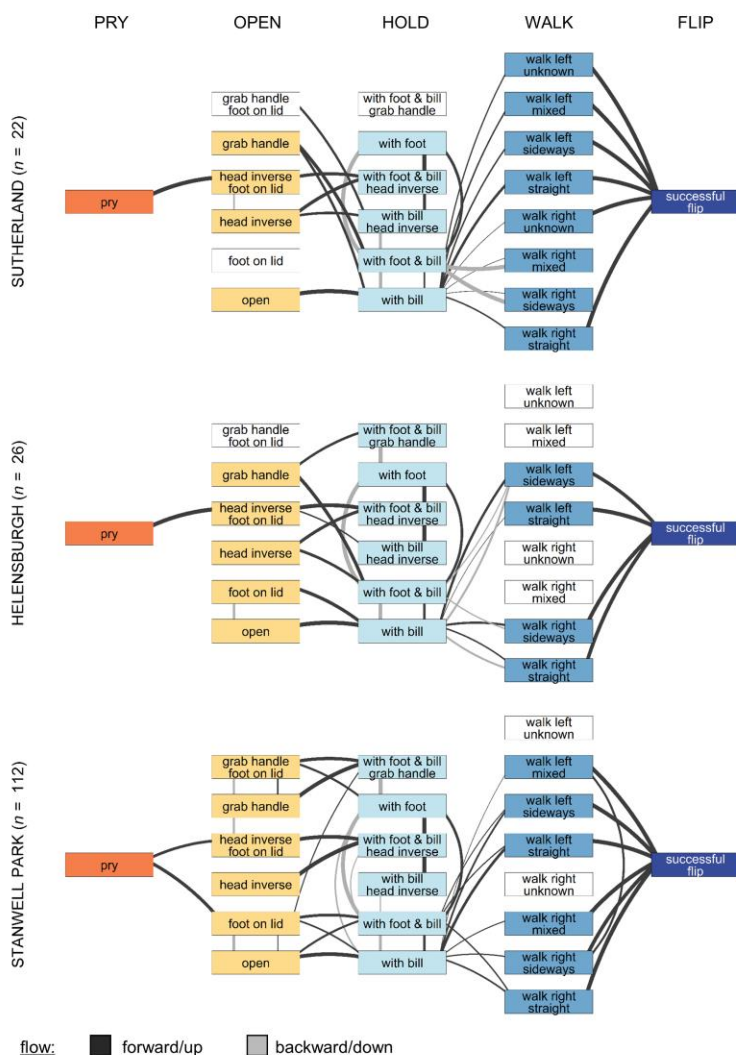 PRY OPEN HOLD WALK FLIP
SUTHERLAND (n = 22)
pry
grab handle
foot on lid
grab handle
head inverse
foot on lid
head inverse
foot on lid
open
with foot & bill
grab handle
with foot
with foot & bill
head inverse
with bill
head inverse
with foot & bill
with bill
walk left
unknown
walk left
mixed
walk left
sideways
walk left
straight
walk right
unknown
walk right
mixed
walk right
sideways
walk right
straight
successful
flip
HELENSBURGH (n = 26)
pry
grab handle
foot on lid
grab handle
head inverse
foot on lid
head inverse
foot on lid
open
with foot & bill
grab handle
with foot
with foot & bill
head inverse
with bill
head inverse
with foot & bill
with bill
walk left
unknown
walk left
mixed
walk left
sideways
walk left
straight
walk right
unknown
walk right
mixed
walk right
sideways
walk right
straight
successful
flip
STANWELL PARK (n = 112)
pry
grab handle
foot on lid
grab handle
head inverse
foot on lid
head inverse
foot on lid
open
with foot & bill
grab handle
with foot
with foot & bill
head inverse
with bill
head inverse
with foot & bill
with bill
walk left
unknown
walk left
mixed
walk left
sideways
walk left
straight
walk right
unknown
walk right
mixed
walk right
sideways
walk right
straight
successful
flip
flow: forward/up backward/down